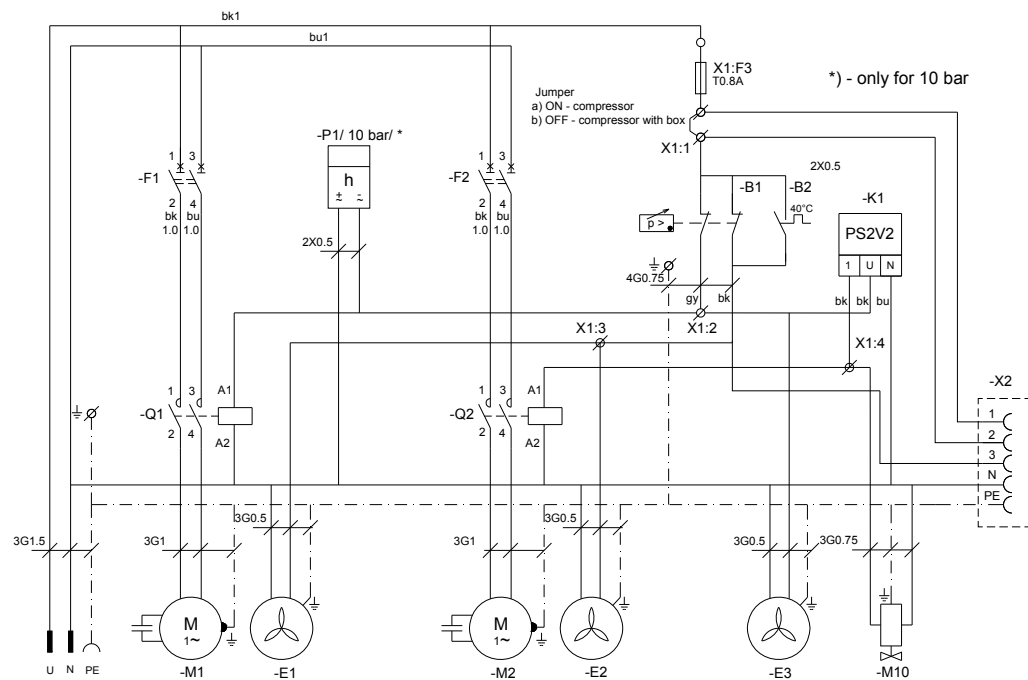 bk1
bu1
X1:F3
T0.8A
*) - only for 10 bar
Jumper
a) ON - compressor
b) OFF - compressor with box
X1:1
-P1/ 10 bar/ *
h
± ~
= ~
1 3
-F1
2 4
bk bu
1.0 1.0
1 3
-F2
2 4
bk bu
1.0 1.0
2X0.5
2X0.5
-B1
-B2
40°C
p >
-K1
PS2V2
1 U N
4G0.75
gy bk
bk bk bu
X1:3
X1:2
X1:4
1 3
-Q1
2 4
A1
A2
1 3
-Q2
2 4
A1
A2
-X2
1
2
3
N
PE
3G1.5
3G1
3G0.5
3G1
3G0.5
3G0.5
3G0.75
M
1~
M
1~
U N PE
-M1
-E1
-M2
-E2
-E3
-M10